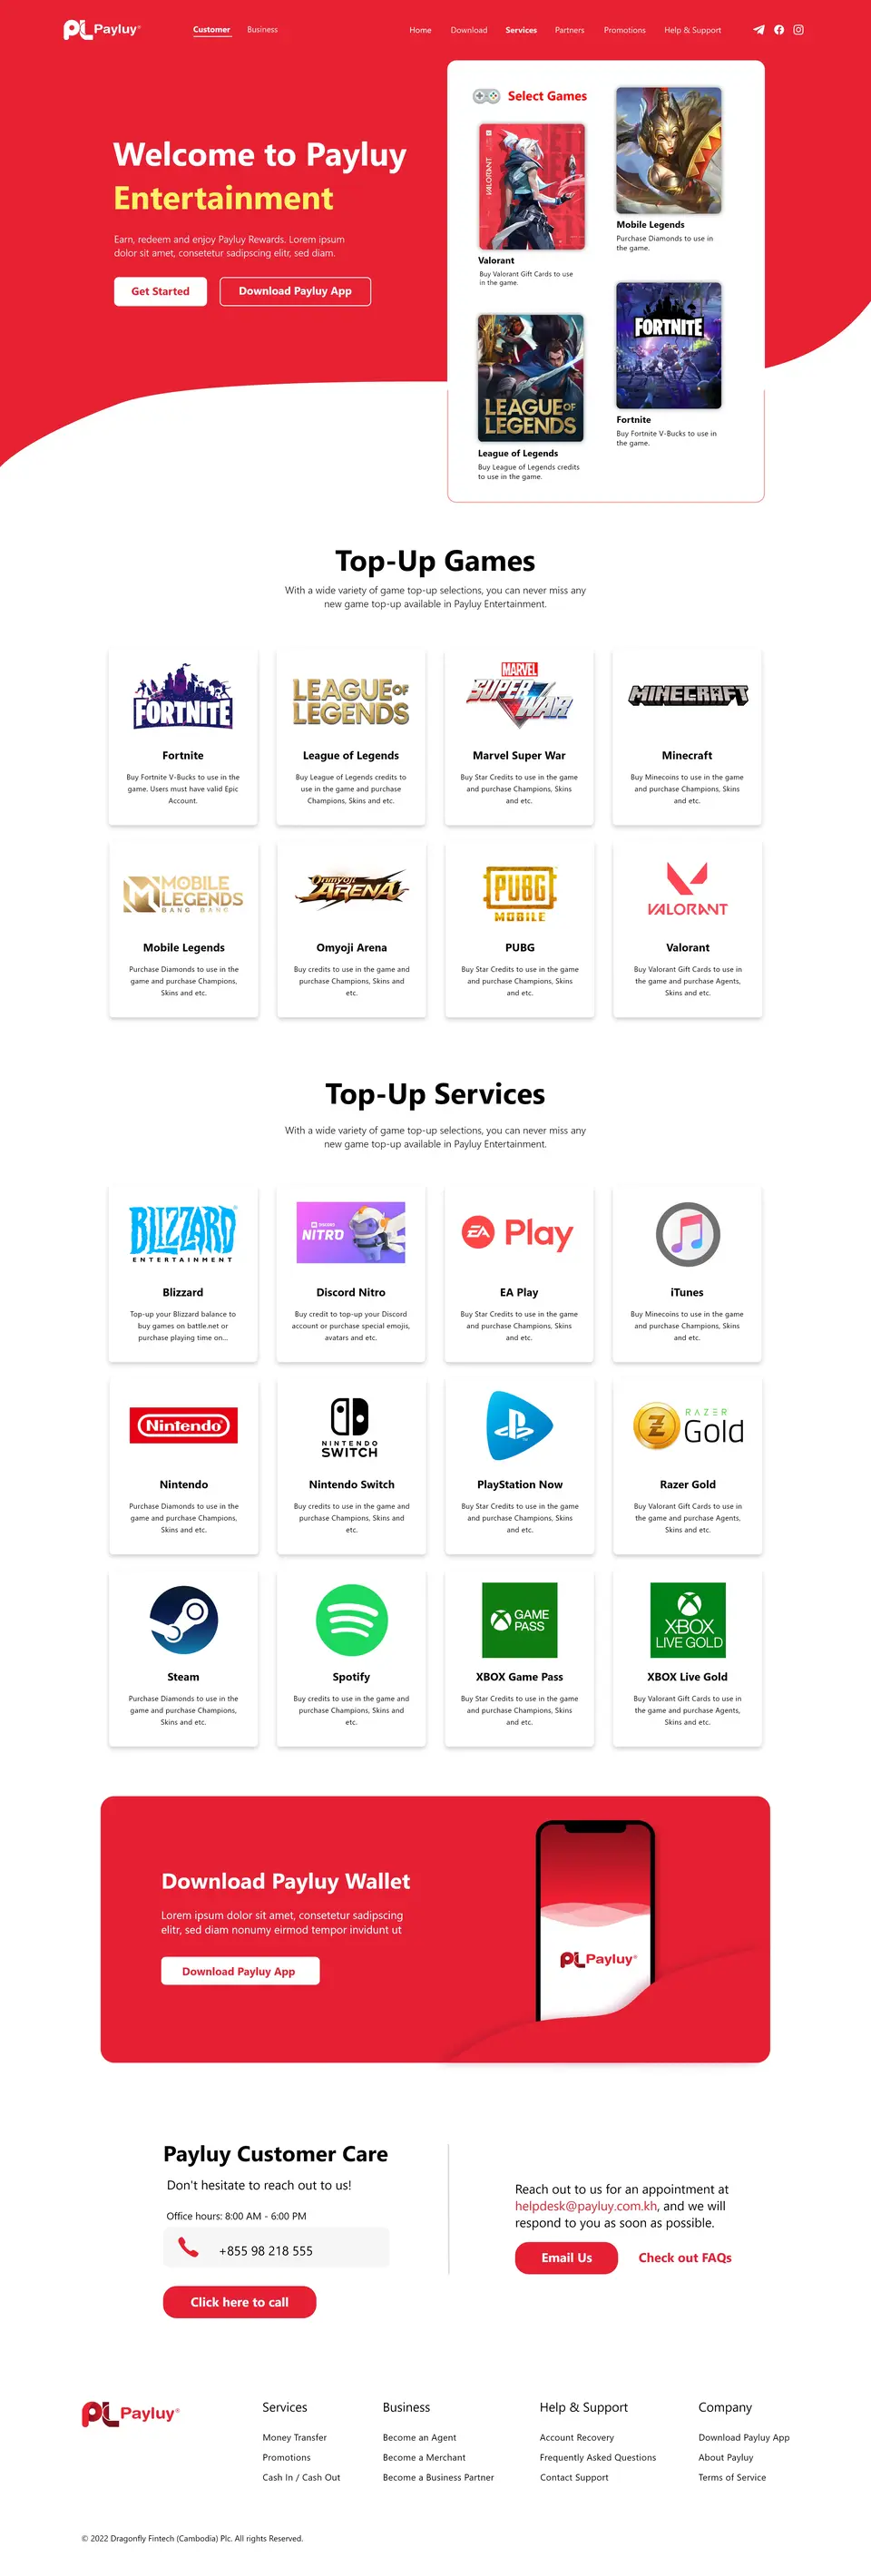 PL Payluy®
Customer
Business
Home
Download
Services
Partners
Promotions
Help & Support
Welcome to Payluy
Entertainment
Earn, redeem and enjoy Payluy Rewards. Lorem ipsum
dolor sit amet, consetetur sadipscing elitr, sed diam.
Get Started
Download Payluy App
Select Games
VALORANT
Valorant
Buy Valorant Gift Cards to use
in the game.
Mobile Legends
Purchase Diamonds to use in
the game.
LEAGUE OF
LEGENDS
League of Legends
Buy League of Legends credits
to use in the game.
FORTNITE
Fortnite
Buy Fortnite V-Bucks to use in
the game.
Top-Up Games
With a wide variety of game top-up selections, you can never miss any
new game top-up available in Payluy Entertainment.
FORTNITE
Fortnite
Buy Fortnite V-Bucks to use in the
game. Users must have valid Epic
Account.
LEAGUE OF
LEGENDS
League of Legends
Buy League of Legends credits to
use in the game and purchase
Champions, Skins and etc.
MARVEL
SUPER WAR
Marvel Super War
Buy Star Credits to use in the game
and purchase Champions, Skins
and etc.
MINECRAFT
Minecraft
Buy Minecoins to use in the game
and purchase Champions, Skins
and etc.
MOBILE
LEGENDS
BANG BANG
Mobile Legends
Purchase Diamonds to use in the
game and purchase Champions,
Skins and etc.
Onmyoji
ARENA
Omyoji Arena
Buy credits to use in the game and
purchase Champions, Skins and
etc.
PUBG
MOBILE
PUBG
Buy Star Credits to use in the game
and purchase Champions, Skins
and etc.
VALORANT
Valorant
Buy Valorant Gift Cards to use in
the game and purchase Agents,
Skins and etc.
Top-Up Services
With a wide variety of game top-up selections, you can never miss any
new game top-up available in Payluy Entertainment.
BLIZZARD®
ENTERTAINMENT
Blizzard
Top-up your Blizzard balance to
buy games on battle.net or
purchase playing time on...
DISCORD
NITRO
Discord Nitro
Buy credit to top-up your Discord
account or purchase special emojis,
avatars and etc.
EA Play
EA Play
Buy Star Credits to use in the game
and purchase Champions, Skins
and etc.
iTunes
Buy Minecoins to use in the game
and purchase Champions, Skins
and etc.
Nintendo®
Nintendo
Purchase Diamonds to use in the
game and purchase Champions,
Skins and etc.
NINTENDO
SWITCH
Nintendo Switch
Buy credits to use in the game and
purchase Champions, Skins and
etc.
PlayStation Now
Buy Star Credits to use in the game
and purchase Champions, Skins
and etc.
RAZER
Gold
Razer Gold
Buy Valorant Gift Cards to use in
the game and purchase Agents,
Skins and etc.
Steam
Purchase Diamonds to use in the
game and purchase Champions,
Skins and etc.
Spotify
Buy credits to use in the game and
purchase Champions, Skins and
etc.
GAME
PASS
XBOX Game Pass
Buy Star Credits to use in the game
and purchase Champions, Skins
and etc.
XBOX
LIVE GOLD
XBOX Live Gold
Buy Valorant Gift Cards to use in
the game and purchase Agents,
Skins and etc.
Download Payluy Wallet
Lorem ipsum dolor sit amet, consetetur sadipscing
elitr, sed diam nonumy eirmod tempor invidunt ut
Download Payluy App
PL Payluy®
Payluy Customer Care
Don't hesitate to reach out to us!
Office hours: 8:00 AM - 6:00 PM
+855 98 218 555
Click here to call
Reach out to us for an appointment at
helpdesk@payluy.com.kh, and we will
respond to you as soon as possible.
Email Us
Check out FAQs
PL Payluy®
Services
Money Transfer
Promotions
Cash In / Cash Out
Business
Become an Agent
Become a Merchant
Become a Business Partner
Help & Support
Account Recovery
Frequently Asked Questions
Contact Support
Company
Download Payluy App
About Payluy
Terms of Service
© 2022 Dragonfly Fintech (Cambodia) Plc. All rights Reserved.